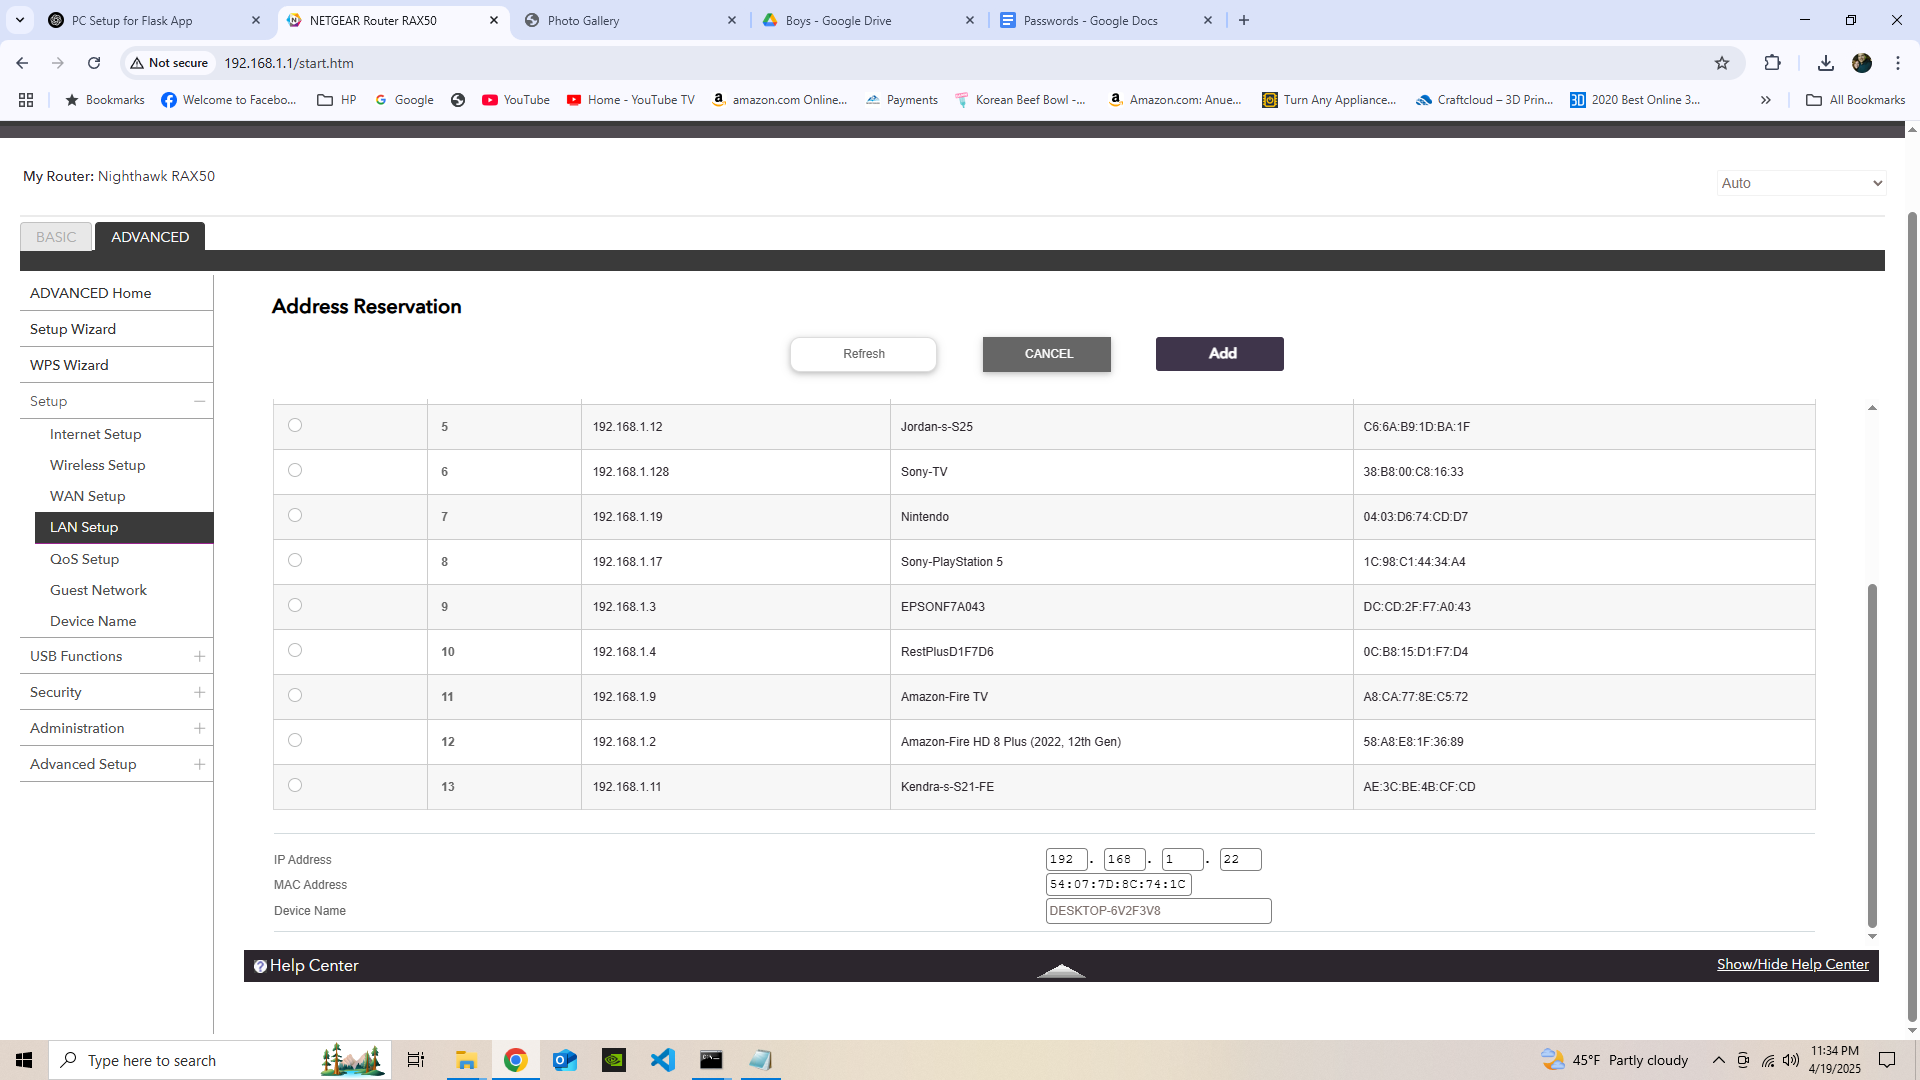 PC Setup for Flask App
NETGEAR Router RAX50
Photo Gallery
Boys - Google Drive
Passwords - Google Docs
Not secure
192.168.1.1/start.htm
Bookmarks
Welcome to Facebo...
HP
Google
YouTube
Home - YouTube TV
amazon.com Online...
Payments
Korean Beef Bowl -...
Amazon.com: Anue...
Turn Any Appliance...
Craftcloud – 3D Prin...
2020 Best Online 3...
All Bookmarks
My Router: Nighthawk RAX50
Auto
BASIC
ADVANCED
ADVANCED Home
Setup Wizard
WPS Wizard
Setup
Internet Setup
Wireless Setup
WAN Setup
LAN Setup
QoS Setup
Guest Network
Device Name
USB Functions
Security
Administration
Advanced Setup
Address Reservation
Refresh
CANCEL
Add
5 192.168.1.12 Jordan-s-S25 C6:6A:B9:1D:BA:1F
6 192.168.1.128 Sony-TV 38:B8:00:C8:16:33
7 192.168.1.19 Nintendo 04:03:D6:74:CD:D7
8 192.168.1.17 Sony-PlayStation 5 1C:98:C1:44:34:A4
9 192.168.1.3 EPSONF7A043 DC:CD:2F:F7:A0:43
10 192.168.1.4 RestPlusD1F7D6 0C:B8:15:D1:F7:D4
11 192.168.1.9 Amazon-Fire TV A8:CA:77:8E:C5:72
12 192.168.1.2 Amazon-Fire HD 8 Plus (2022, 12th Gen) 58:A8:E8:1F:36:89
13 192.168.1.11 Kendra-s-S21-FE AE:3C:BE:4B:CF:CD
IP Address 192 . 168 . 1 . 22
MAC Address 54:07:7D:8C:74:1C
Device Name DESKTOP-6V2F3V8
Help Center
Show/Hide Help Center
Type here to search
45°F Partly cloudy
11:34 PM
4/19/2025